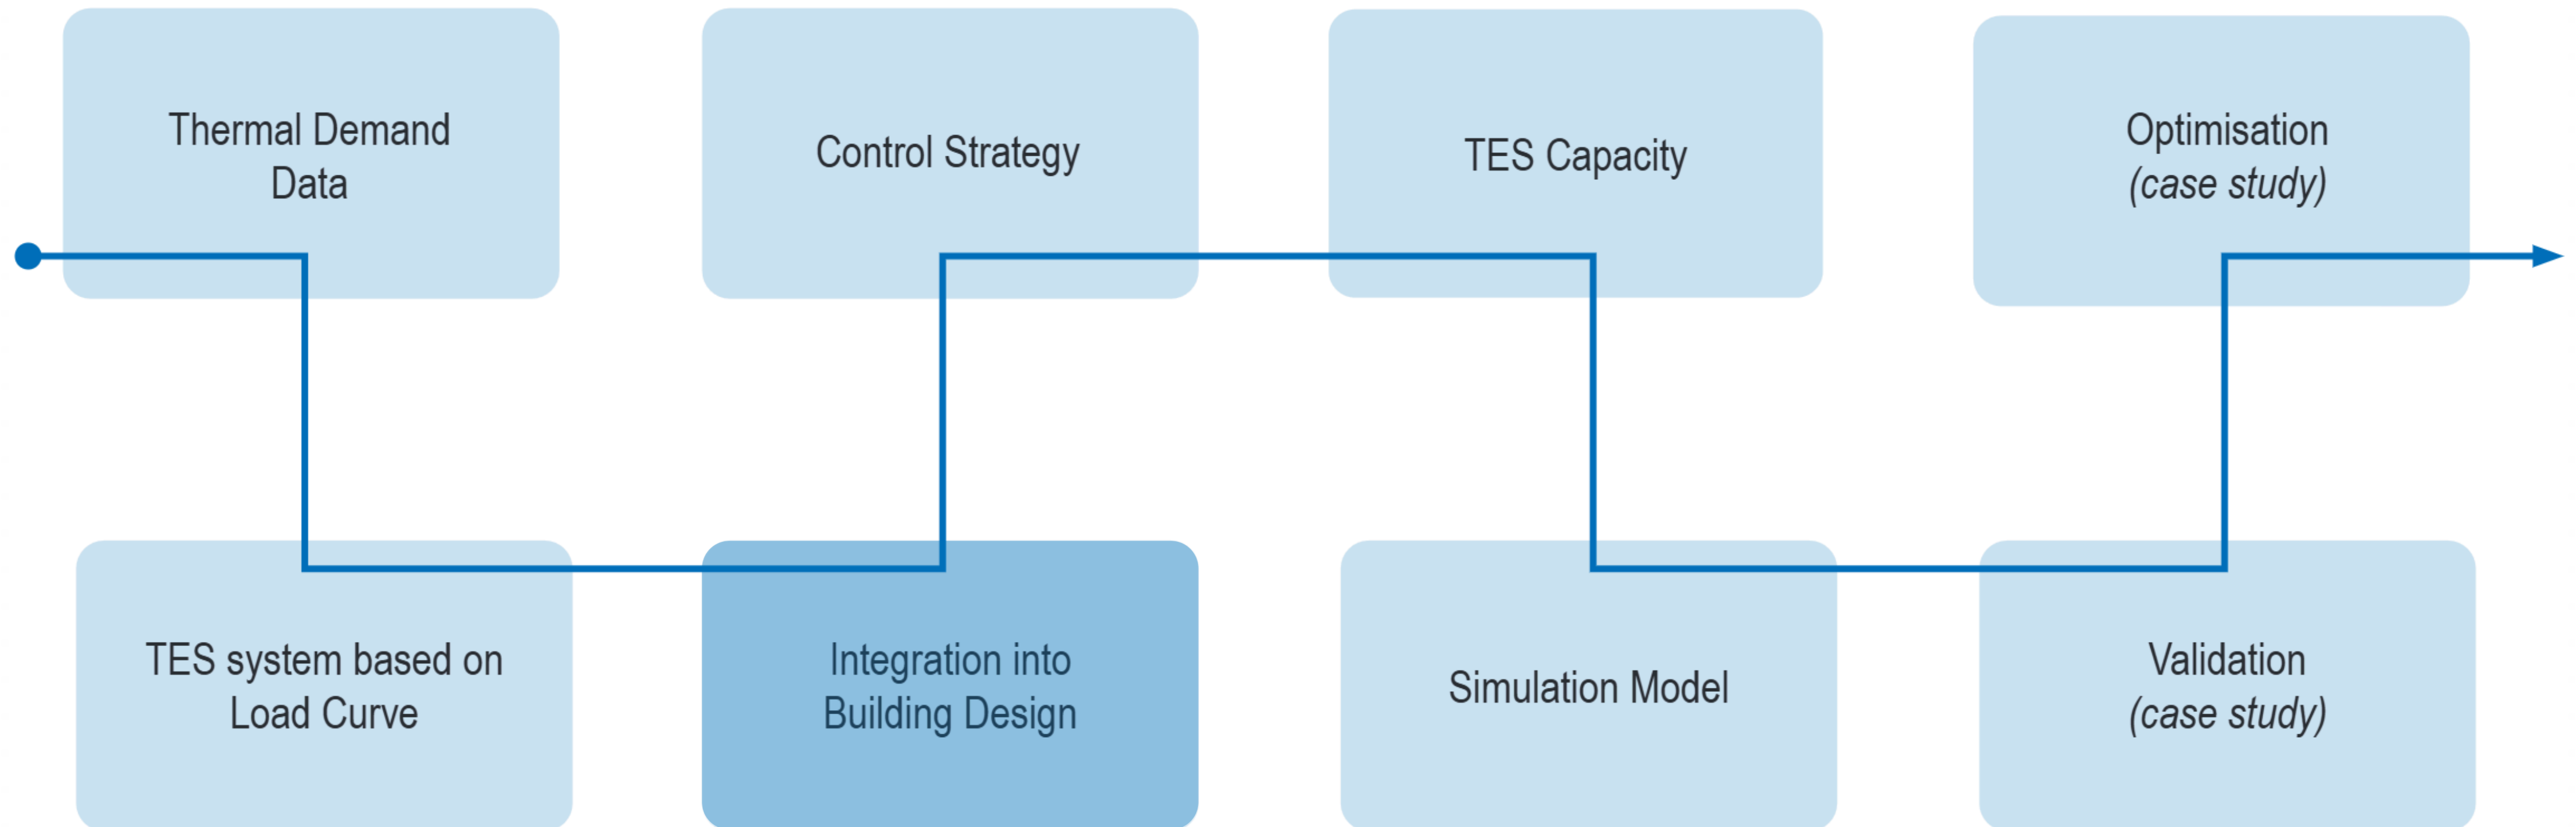 Thermal Demand
Data
Control Strategy
TES Capacity
Optimisation
(case study)
TES system based on
Load Curve
Integration into
Building Design
Simulation Model
Validation
(case study)